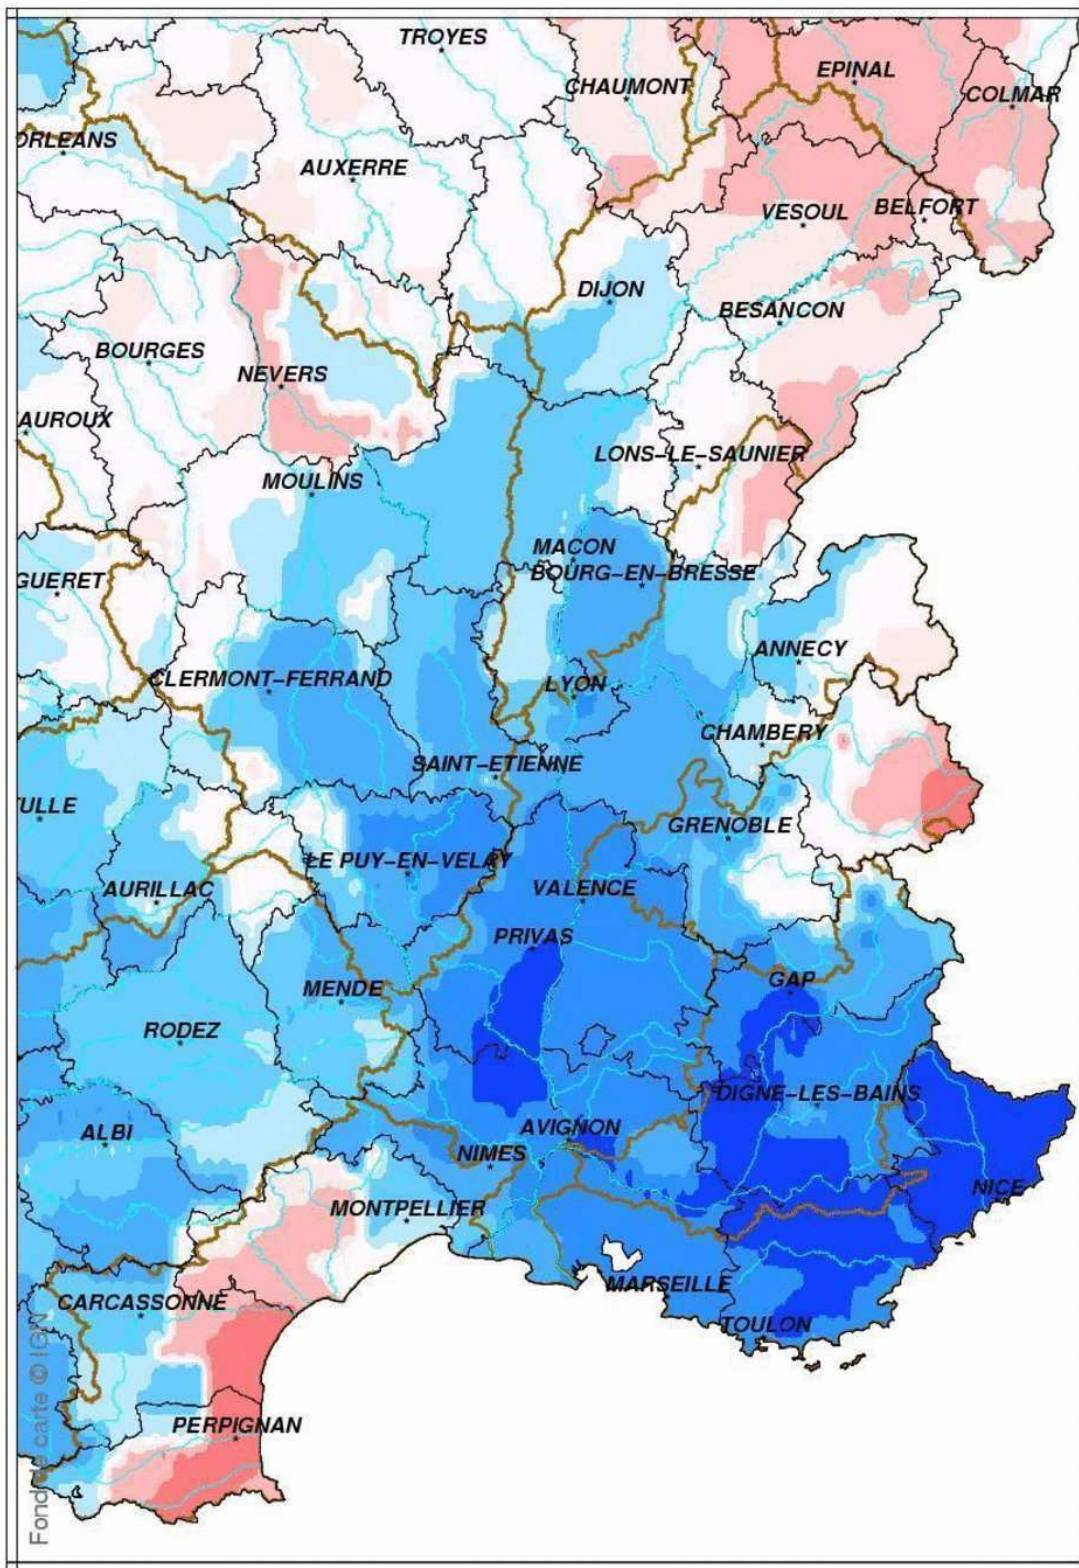 TROYES
EPINAL
CHAUMONT
COLMAR
ORLEANS
AUXERRE
VESOUL
BELFORT
DIJON
BESANCON
BOURGES
NEVERS
AUROUX
LONS-LE-SAUNIER
MOULINS
MACON
BOURG-EN-BRESSE
GUERET
ANNECY
CLERMONT-FERRAND
LYON
CHAMBERY
SAINT-ETIENNE
TULLE
GRENOBLE
LE PUY-EN-VELAY
AURILLAC
VALENCE
PRIVAS
GAP
MENDE
RODEZ
DIGNE-LES-BAINS
AVIGNON
ALBI
NIMES
NICE
MONTPELLIER
MARSEILLE
CARCASSONNE
TOULON
PERPIGNAN
Fond de carte © IGN